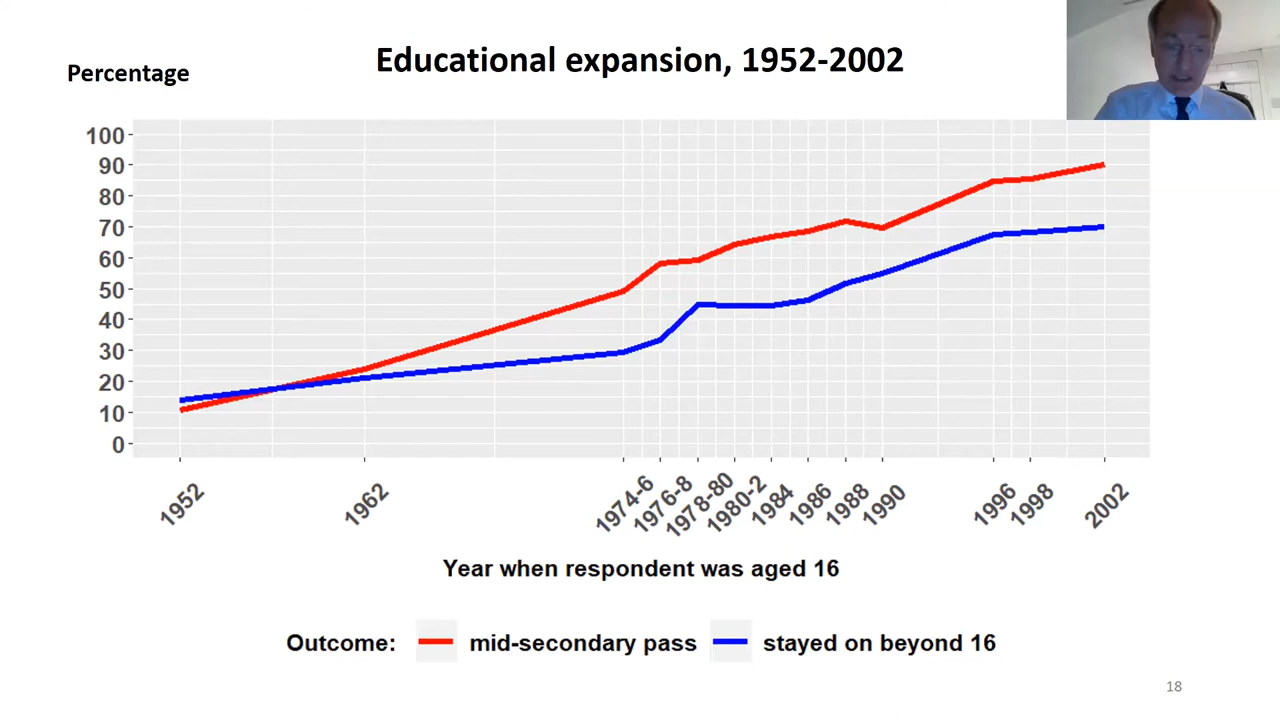 Educational expansion, 1952-2002
Percentage
100
90
80
70
60
50
40
30
20
10
0
1952 1962 1974-6 1976-8 1978-80 1980-2 1984 1986 1988 1990 1996 1998 2002
Year when respondent was aged 16
Outcome: mid-secondary pass stayed on beyond 16
18